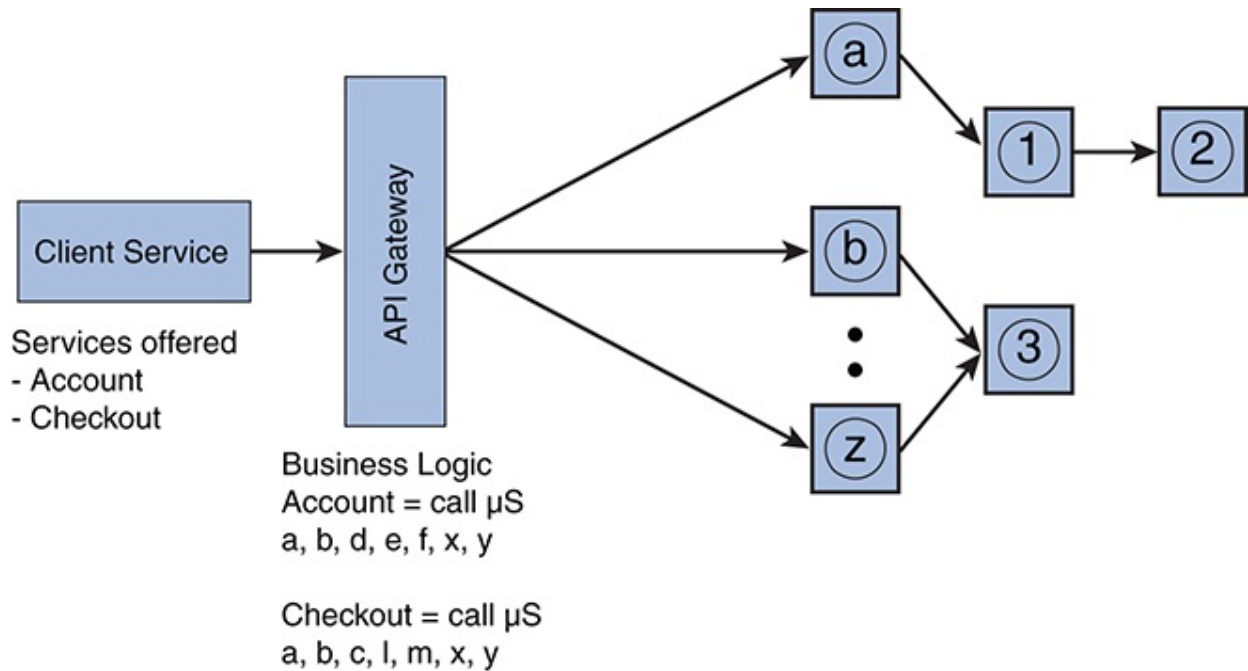 a
1
2
Client Service
API Gateway
b
3
z
Services offered
- Account
- Checkout
Business Logic
Account = call µS
a, b, d, e, f, x, y
Checkout = call µS
a, b, c, l, m, x, y